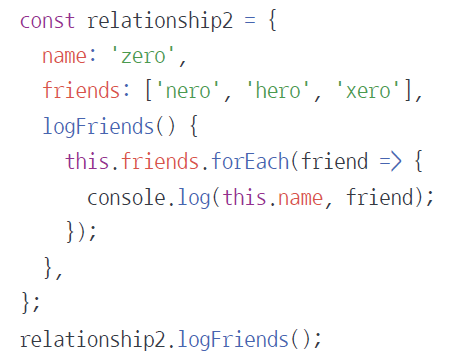 const relationship2 = {
  name: 'zero',
  friends: ['nero', 'hero', 'xero'],
  logFriends() {
    this.friends.forEach(friend => {
      console.log(this.name, friend);
    });
  },
};
relationship2.logFriends();